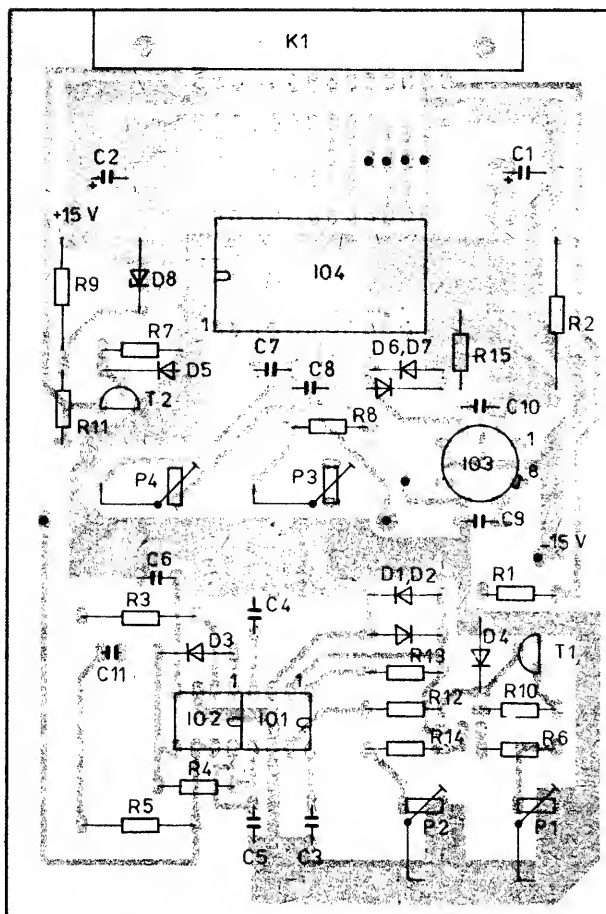 K1
C2
C1
+15 V
R9
D8
IO4
R2
1
R7
C7
D6,D7
R15
D5
C8
T2
R11
R8
C10
1
IO3
8
P4
P3
C9
-15 V
C6
D1,D2
R1
R3
C4
D3
D4
T1
C11
R13
1
1
IO2
IO1
R12
R10
R14
R6
R4
R5
P2
P1
C5
C3